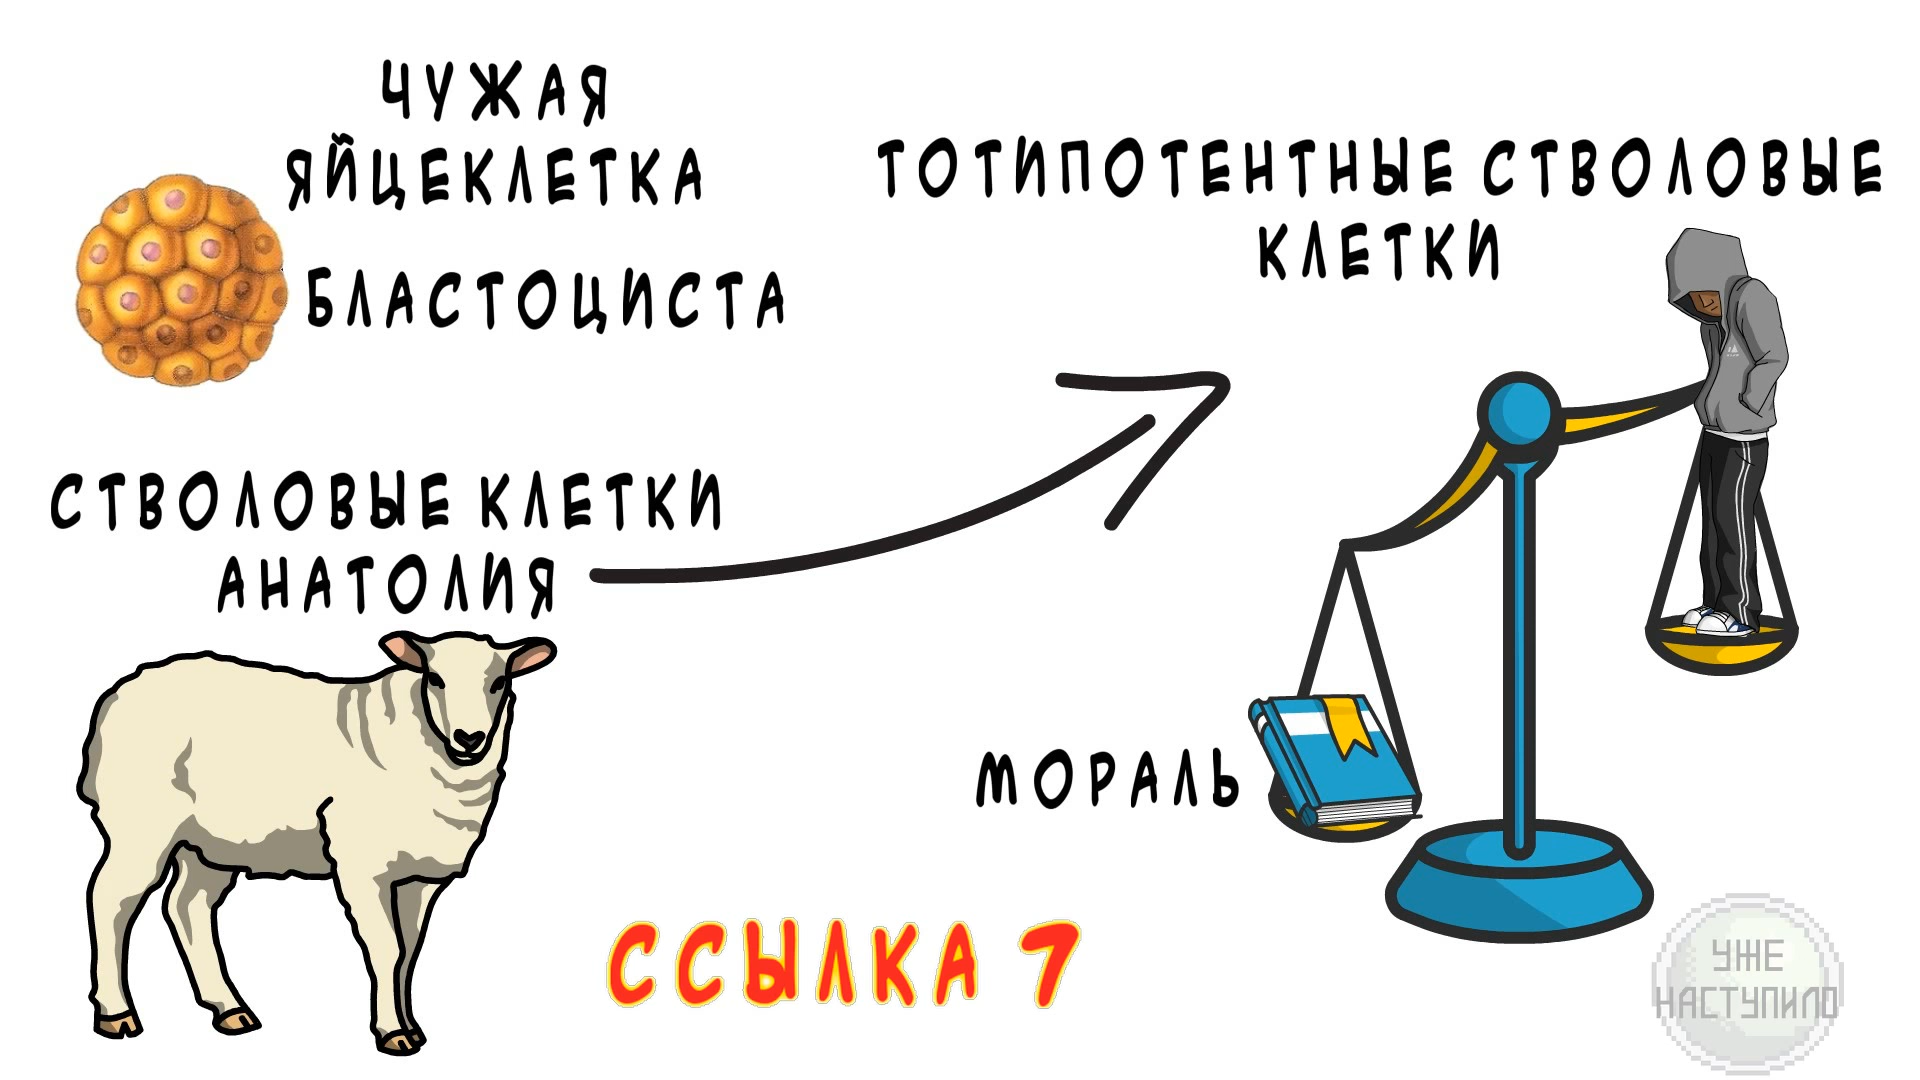 ЧУЖАЯ
ЯЙЦЕКЛЕТКА
БЛАСТОЦИСТА
ТОТИПОТЕНТНЫЕ СТВОЛОВЫЕ
КЛЕТКИ
СТВОЛОВЫЕ КЛЕТКИ
АНАТОЛИЯ
МОРАЛЬ
ССЫЛКА 7
УЖЕ
НАСТУПИЛО